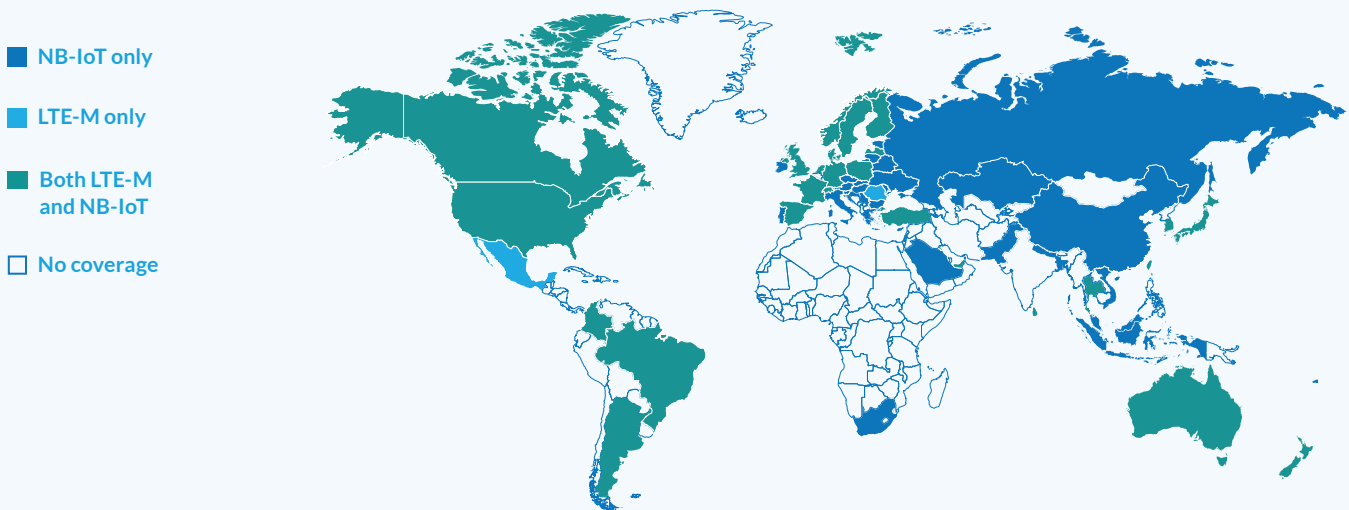 NB-IoT only
LTE-M only
Both LTE-M
and NB-IoT
No coverage